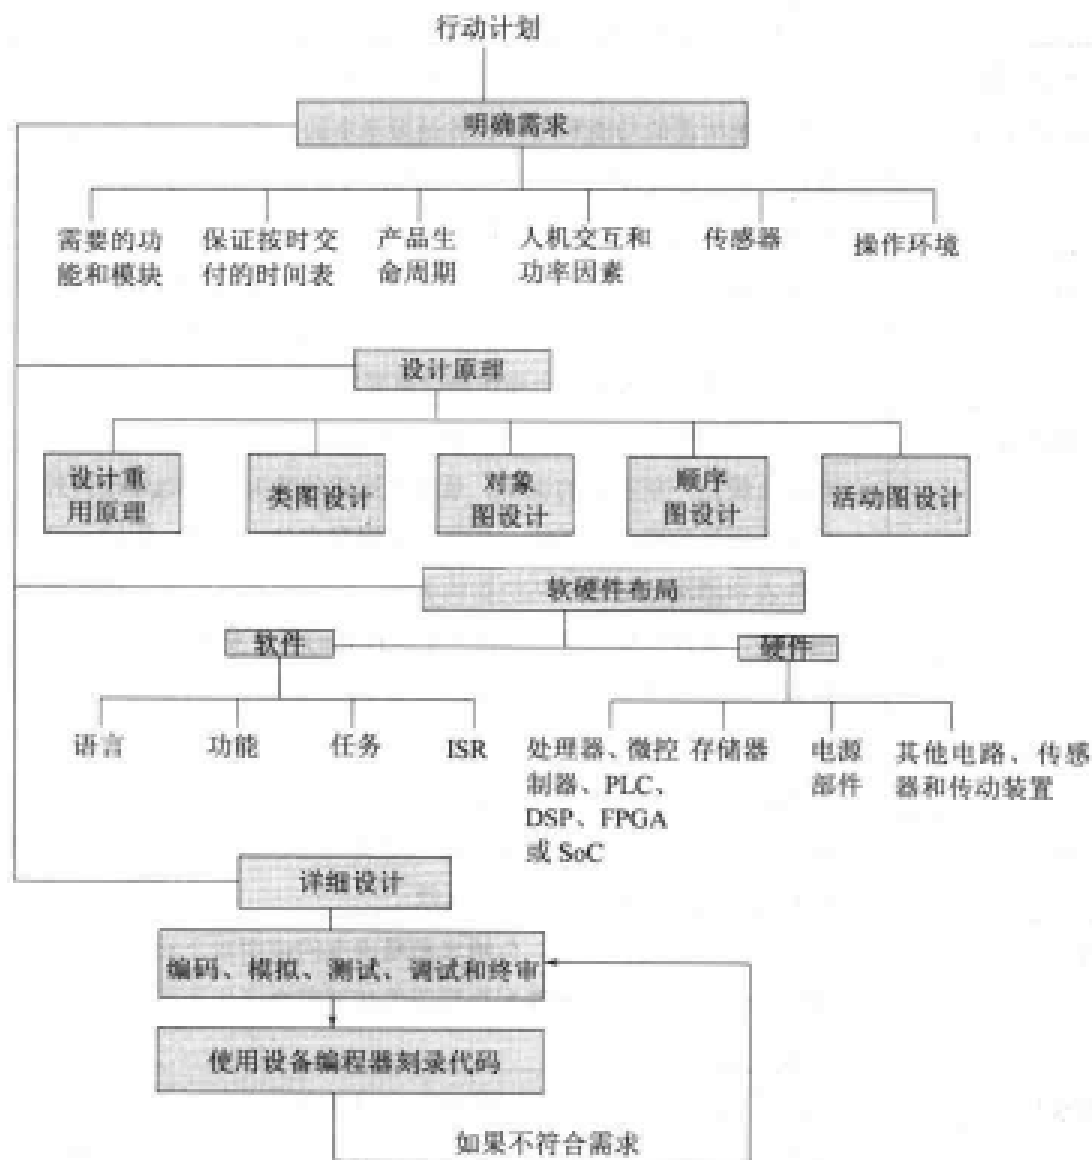 行动计划
明确需求
需要的功
能和模块
保证按时交
付的时间表
产品生
命周期
人机交互和
功率因素
传感器
操作环境
设计原理
设计重
用原理
类图设计
对象
图设计
顺序
图设计
活动图设计
软硬件布局
软件
硬件
语言
功能
任务
ISR
处理器、微控
制器、PLC、
DSP、FPGA
或 SoC
存储器
电源
部件
其他电路、传感
器和传动装置
详细设计
编码、模拟、测试、调试和终审
使用设备编程器刻录代码
如果不符合需求